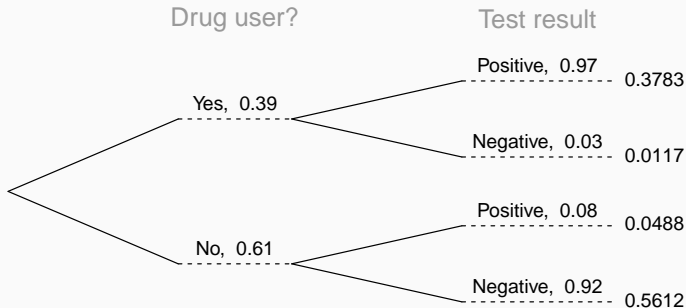 Drug user? Test result
Positive, 0.97 0.3783
Yes, 0.39
Negative, 0.03 0.0117
Positive, 0.08 0.0488
No, 0.61
Negative, 0.92 0.5612